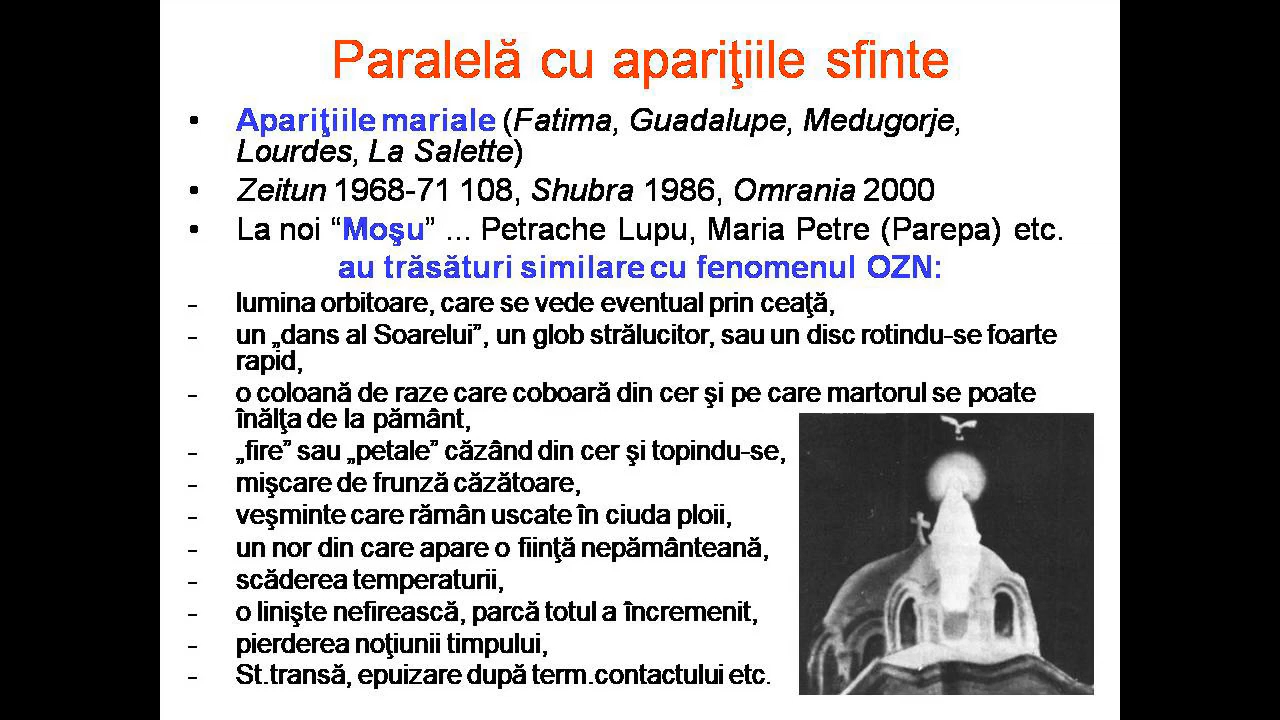 Paralelă cu apariţiile sfinte
• Apariţiile mariale (Fatima, Guadalupe, Medugorje,
Lourdes, La Salette)
• Zeitun 1968-71 108, Shubra 1986, Omrania 2000
• La noi “Moşu” ... Petrache Lupu, Maria Petre (Parepa) etc.
au trăsături similare cu fenomenul OZN:
- lumina orbitoare, care se vede eventual prin ceaţă,
- un „dans al Soarelui”, un glob strălucitor, sau un disc rotindu-se foarte
rapid,
- o coloană de raze care coboară din cer şi pe care martorul se poate
înălţa de la pământ,
- „fire” sau „petale” căzând din cer şi topindu-se,
- mişcare de frunză căzătoare,
- veşminte care rămân uscate în ciuda ploii,
- un nor din care apare o fiinţă nepământeană,
- scăderea temperaturii,
- o linişte nefirească, parcă totul a încremenit,
- pierderea noţiunii timpului,
- St.transă, epuizare după term.contactului etc.